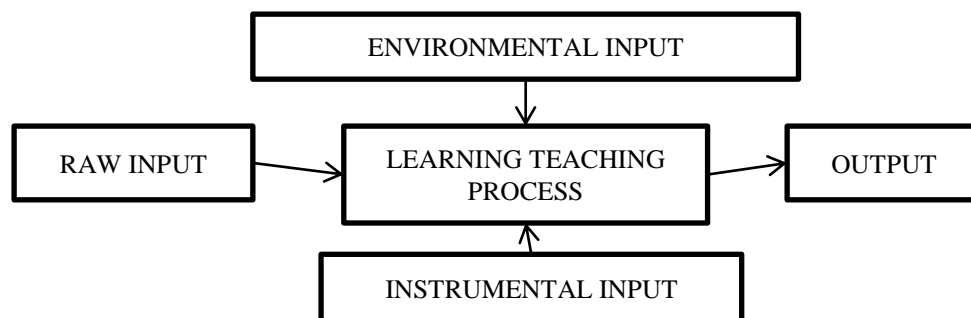 ENVIRONMENTAL INPUT
RAW INPUT
LEARNING TEACHING
PROCESS
OUTPUT
INSTRUMENTAL INPUT